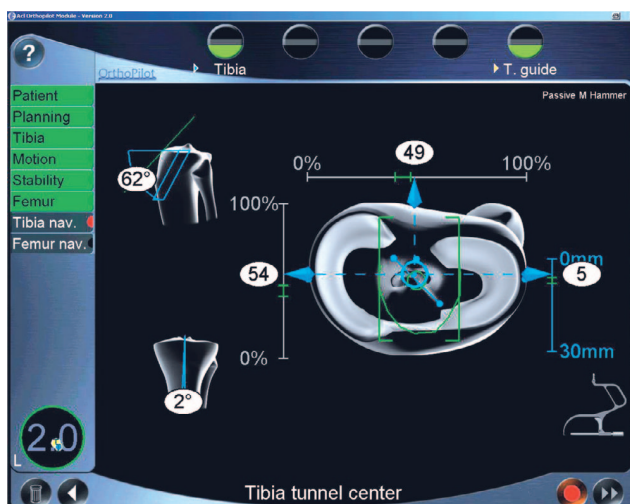 Acl Orthopilot Module - Version 2.0
?
OrthoPilot
Tibia
T. guide
Passive M Hammer
Patient
Planning
Tibia
Motion
Stability
Femur
Tibia nav.
Femur nav.
62°
49
0%
100%
100%
54
0%
0mm
5
30mm
2°
2.0
L
Tibia tunnel center